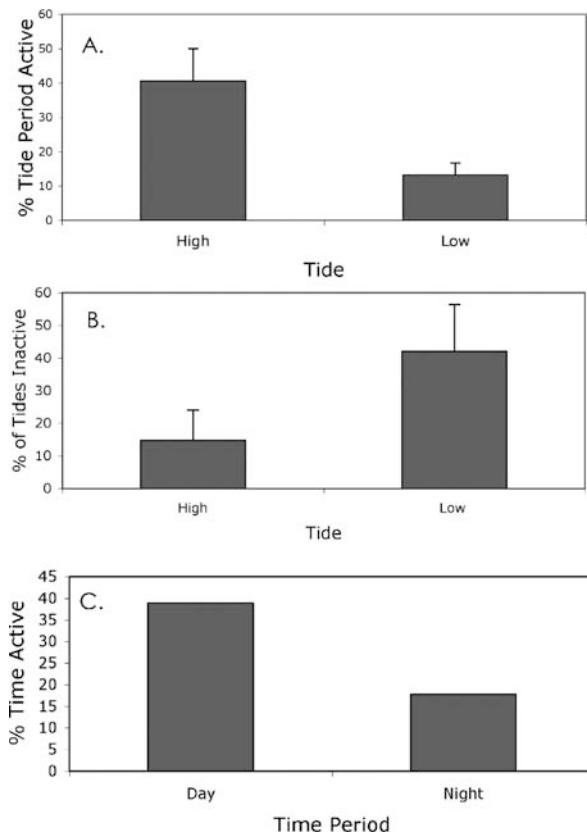 A.
% Tide Period Active
60
50
40
30
20
10
0
High Low
Tide
B.
% of Tides Inactive
60
50
40
30
20
10
0
High Low
Tide
C.
% Time Active
45
40
35
30
25
20
15
10
5
0
Day Night
Time Period